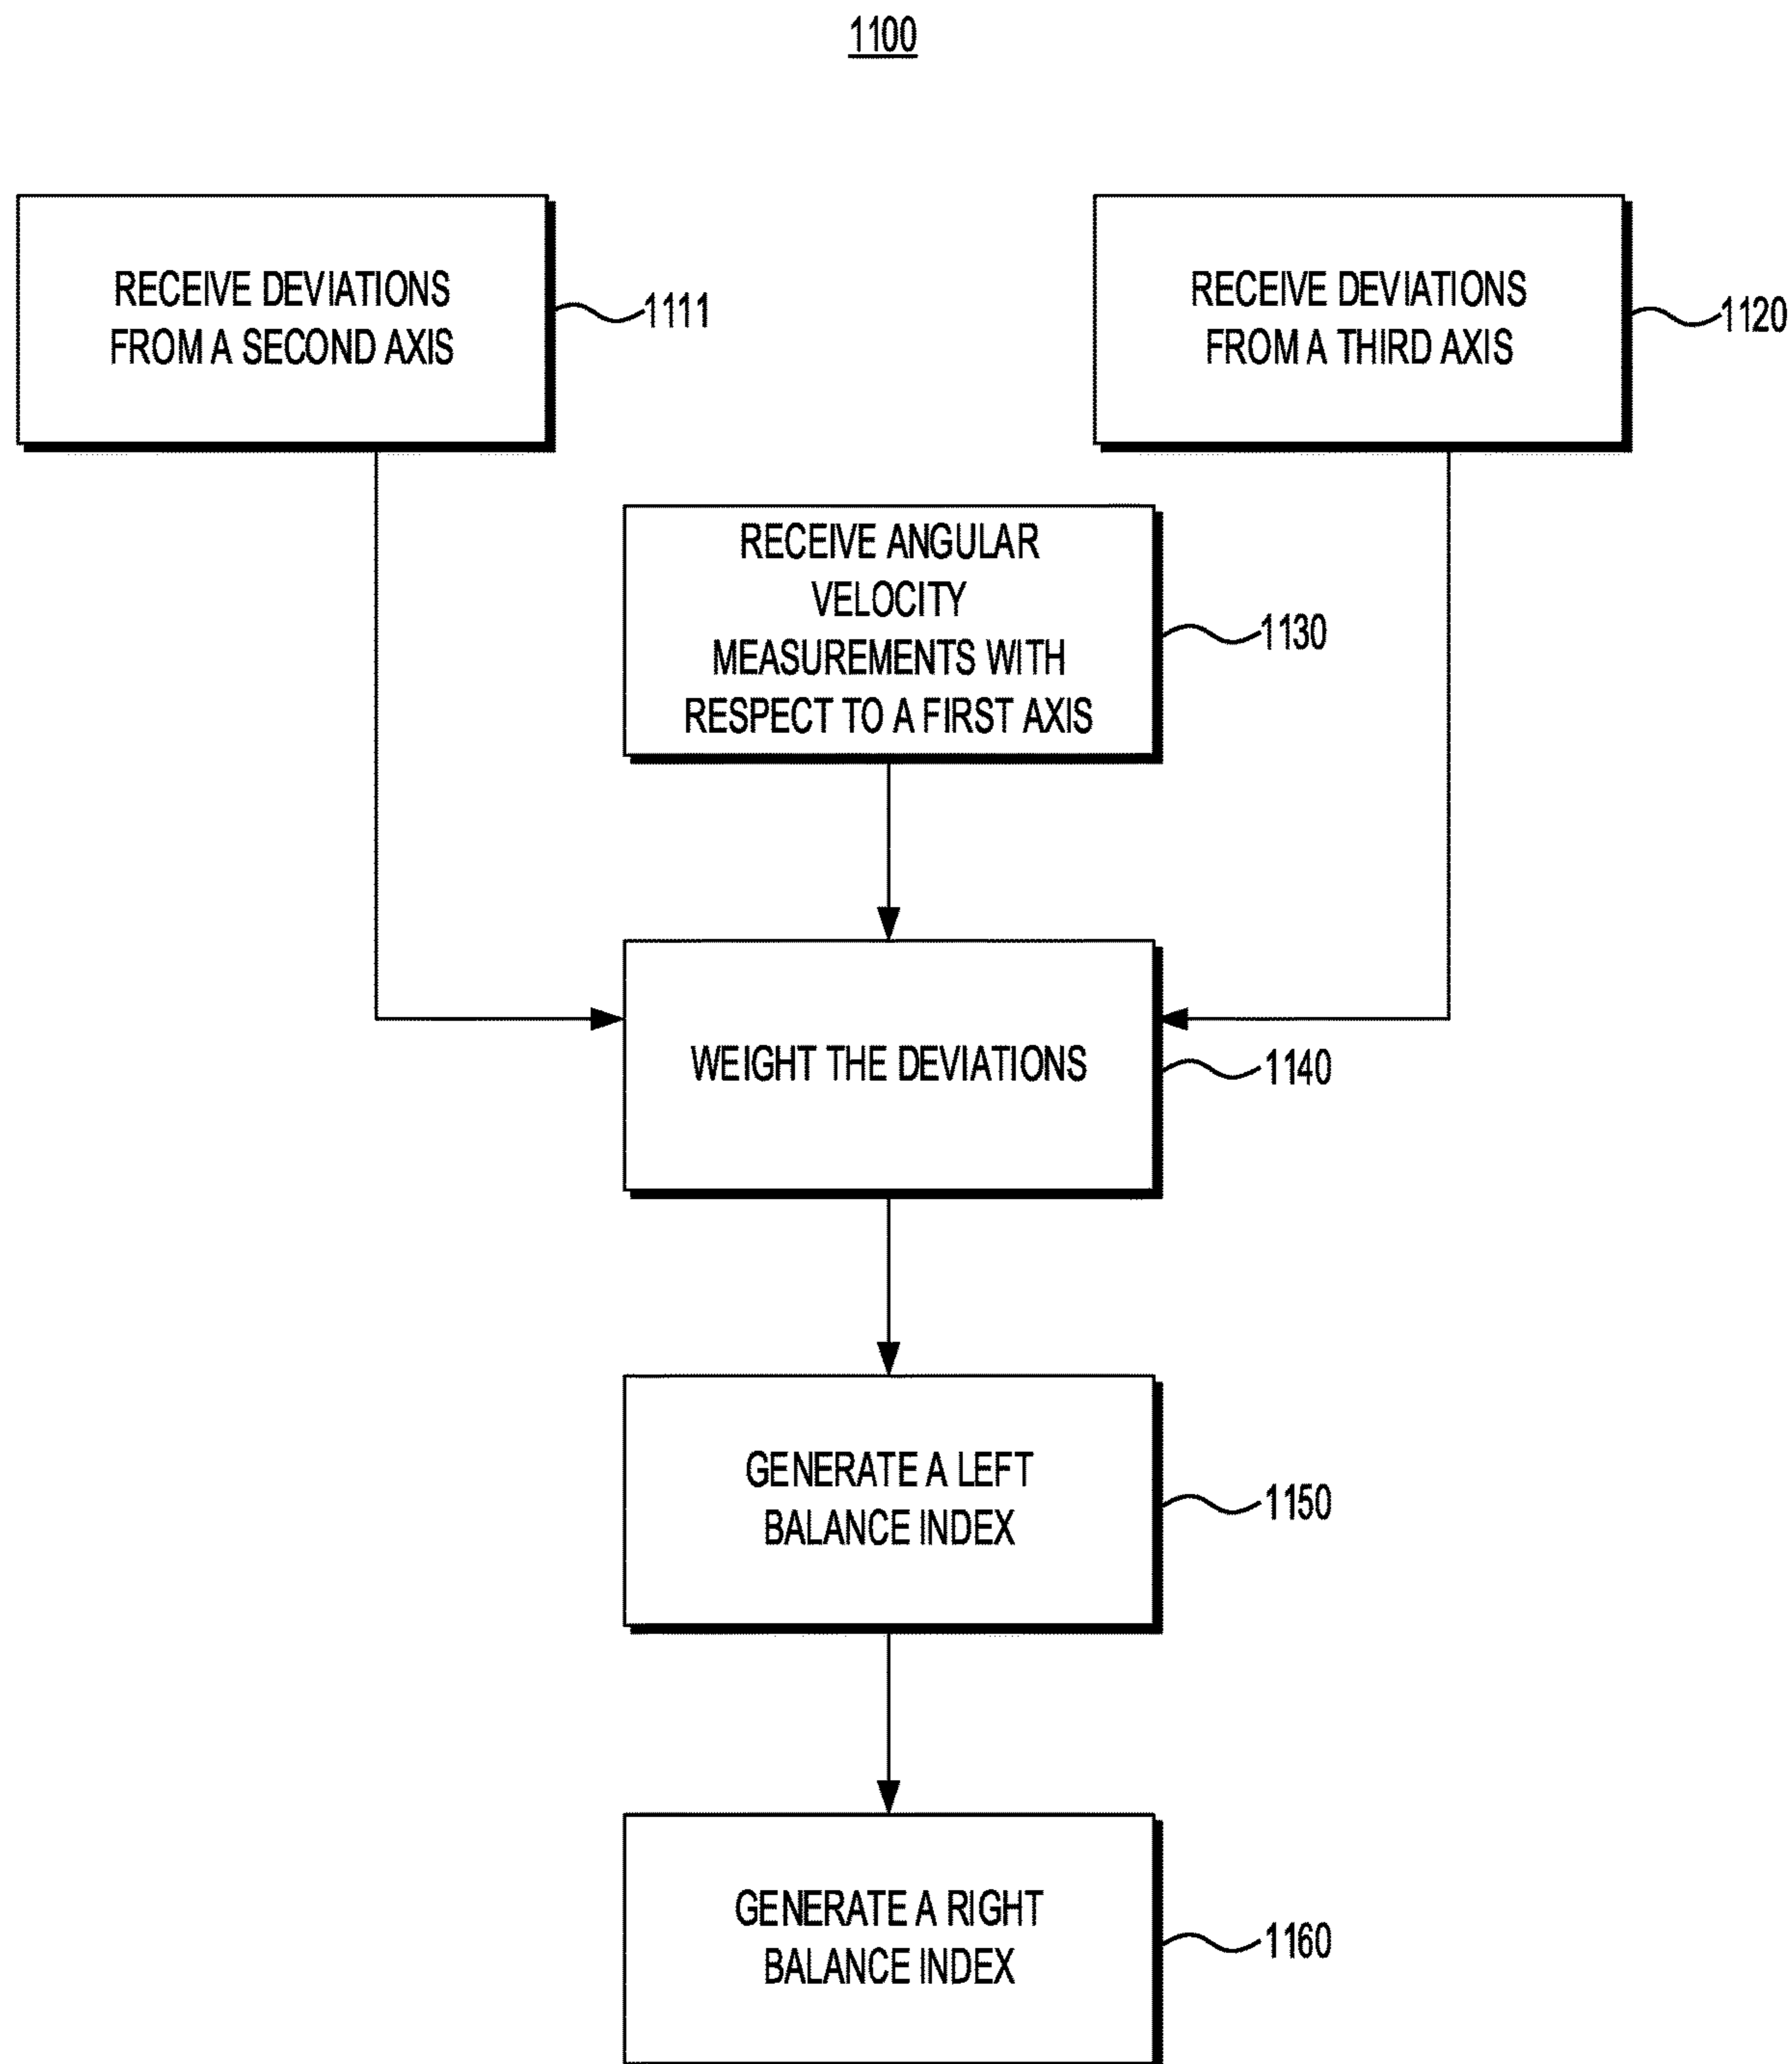 1100
RECEIVE DEVIATIONS
FROM A SECOND AXIS
1111
RECEIVE DEVIATIONS
FROM A THIRD AXIS
1120
RECEIVE ANGULAR
VELOCITY
MEASUREMENTS WITH
RESPECT TO A FIRST AXIS
1130
WEIGHT THE DEVIATIONS
1140
GENERATE A LEFT
BALANCE INDEX
1150
GENERATE A RIGHT
BALANCE INDEX
1160